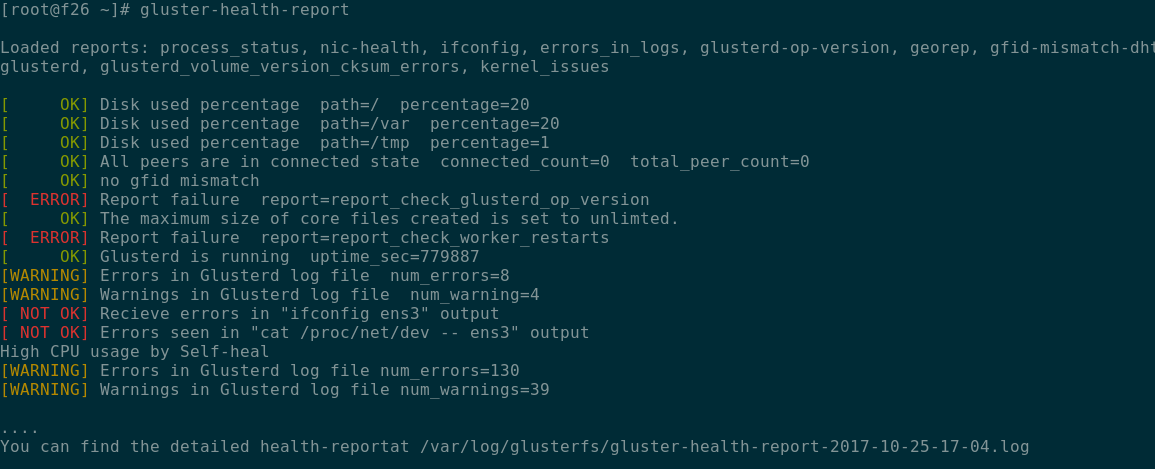 [root@f26 ~]# gluster-health-report
Loaded reports: process_status, nic-health, ifconfig, errors_in_logs, glusterd-op-version, georep, gfid-mismatch-dht
glusterd, glusterd_volume_version_cksum_errors, kernel_issues
[      OK] Disk used percentage  path=/  percentage=20
[      OK] Disk used percentage  path=/var  percentage=20
[      OK] Disk used percentage  path=/tmp  percentage=1
[      OK] All peers are in connected state  connected_count=0  total_peer_count=0
[      OK] no gfid mismatch
[  ERROR] Report failure  report=report_check_glusterd_op_version
[      OK] The maximum size of core files created is set to unlimted.
[  ERROR] Report failure  report=report_check_worker_restarts
[      OK] Glusterd is running  uptime_sec=779887
[WARNING] Errors in Glusterd log file  num_errors=8
[WARNING] Warnings in Glusterd log file  num_warning=4
[ NOT OK] Recieve errors in "ifconfig ens3" output
[ NOT OK] Errors seen in "cat /proc/net/dev -- ens3" output
High CPU usage by Self-heal
[WARNING] Errors in Glusterd log file num_errors=130
[WARNING] Warnings in Glusterd log file num_warnings=39
....
You can find the detailed health-reportat /var/log/glusterfs/gluster-health-report-2017-10-25-17-04.log